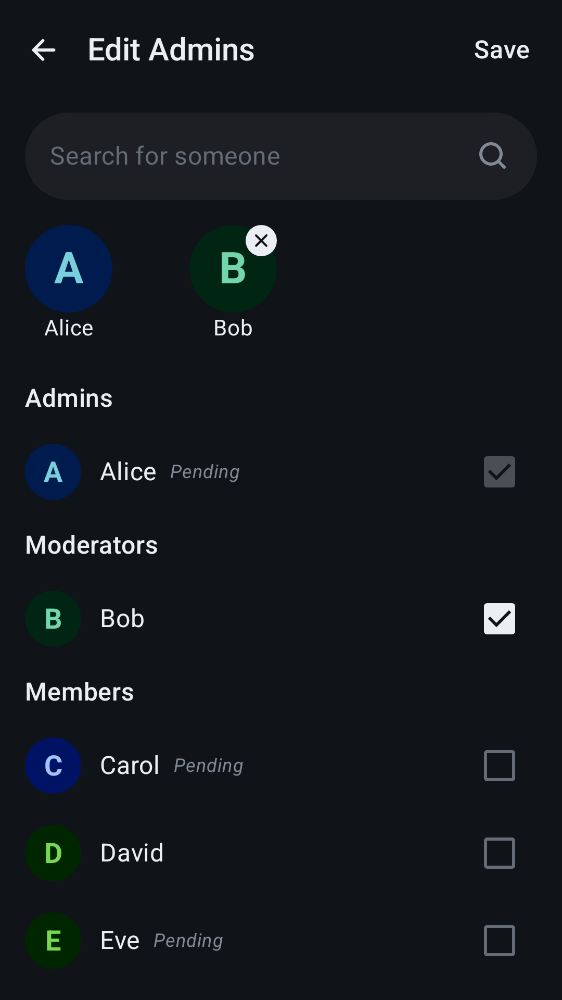 Edit Admins Save
Search for someone
A B
Alice Bob
Admins
A Alice Pending
Moderators
B Bob
Members
C Carol Pending
D David
E Eve Pending